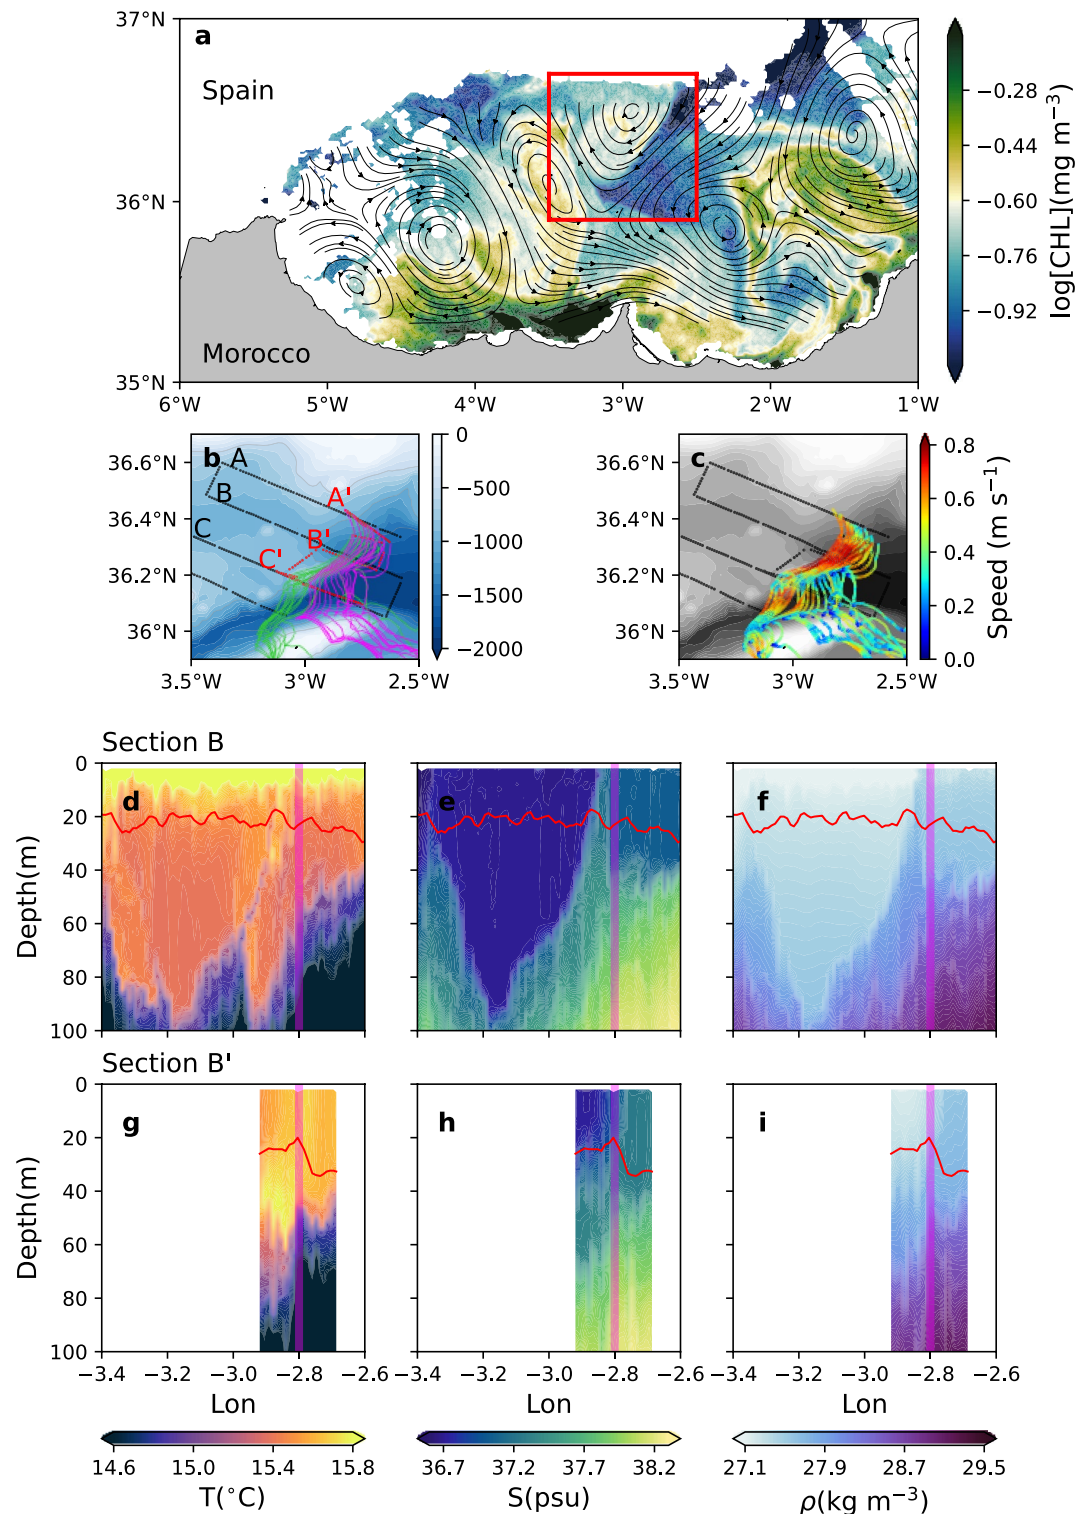 37°N
a
Spain
36°N
Morocco
35°N
6°W 5°W 4°W 3°W 2°W 1°W
−0.28
−0.44
−0.60
−0.76
−0.92
log[CHL](mg m⁻³)
b
A
B
C
A'
B'
C'
36.6°N
36.4°N
36.2°N
36°N
3.5°W 3°W 2.5°W
0
−500
−1000
−1500
−2000
c
36.6°N
36.4°N
36.2°N
36°N
3.5°W 3°W 2.5°W
0.8
0.6
0.4
0.2
0.0
Speed (m s⁻¹)
Section B
0
20
40
60
80
100
Depth(m)
d
e
f
Section B'
0
20
40
60
80
100
Depth(m)
g
h
i
−3.4 −3.2 −3.0 −2.8 −2.6
−3.4 −3.2 −3.0 −2.8 −2.6
−3.4 −3.2 −3.0 −2.8 −2.6
Lon Lon Lon
14.6 15.0 15.4 15.8
T(°C)
36.7 37.2 37.7 38.2
S(psu)
27.1 27.9 28.7 29.5
ρ(kg m⁻³)